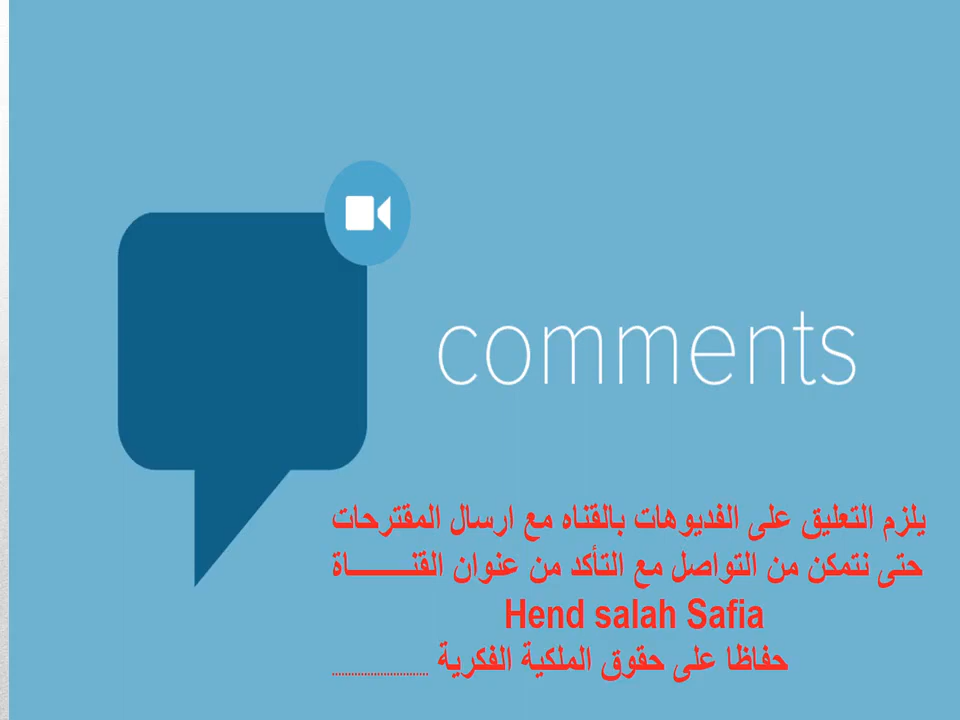 comments
يلزم التعليق على الفديوهات بالقناه مع ارسال المقترحات
حتى نتمكن من التواصل مع التأكد من عنوان القنـــــــــاة
Hend salah Safia
حفاظا على حقوق الملكية الفكرية ..............................